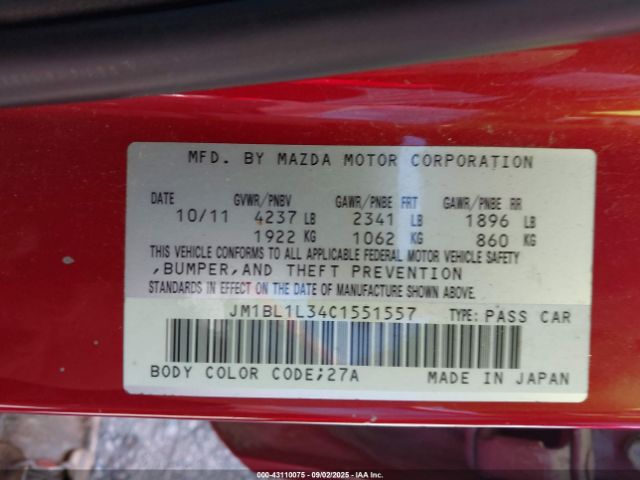 MFD. BY MAZDA MOTOR CORPORATION
DATE GVWR/PNBV GAWR/PNBE FRT GAWR/PNBE RR
10/11 4237 LB 2341 LB 1896 LB
1922 KG 1062 KG 860 KG
THIS VEHICLE CONFORMS TO ALL APPLICABLE FEDERAL MOTOR VEHICLE SAFETY
,BUMPER,AND THEFT PREVENTION
STANDARDS IN EFFECT ON THE DATE OF MANUFACTURE SHOWN ABOVE.
JM1BL1L34C1551557 TYPE: PASS CAR
BODY COLOR CODE;27A MADE IN JAPAN
000-43110075 - 09/02/2025 - IAAI.com